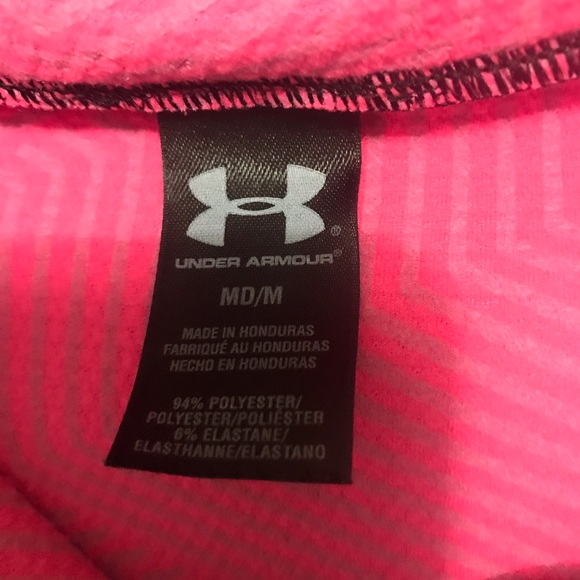 UNDER ARMOUR®
MD/M
MADE IN HONDURAS
FABRIQUÉ AU HONDURAS
HECHO EN HONDURAS
94% POLYESTER/
POLYESTER/POLIÉSTER
6% ELASTANE/
ELASTHANNE/ELASTANO